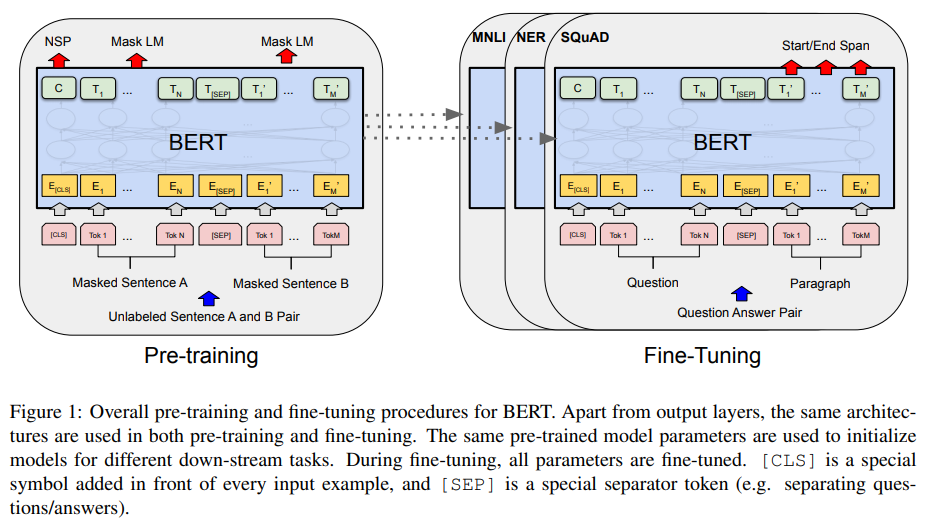 NSP Mask LM Mask LM
C T1 ... TN T[SEP] T1' ... TM'
BERT
E[CLS] E1 ... EN E[SEP] E1' ... EM'
[CLS] Tok 1 ... Tok N [SEP] Tok 1 ... TokM
Masked Sentence A Masked Sentence B
Unlabeled Sentence A and B Pair
Pre-training
MNLI NER SQuAD
Start/End Span
C T1 ... TN T[SEP] T1' ... TM'
BERT
E[CLS] E1 ... EN E[SEP] E1' ... EM'
[CLS] Tok 1 ... Tok N [SEP] Tok 1 ... TokM
Question Paragraph
Question Answer Pair
Fine-Tuning
Figure 1: Overall pre-training and fine-tuning procedures for BERT. Apart from output layers, the same architec-
tures are used in both pre-training and fine-tuning. The same pre-trained model parameters are used to initialize
models for different down-stream tasks. During fine-tuning, all parameters are fine-tuned. [CLS] is a special
symbol added in front of every input example, and [SEP] is a special separator token (e.g. separating ques-
tions/answers).